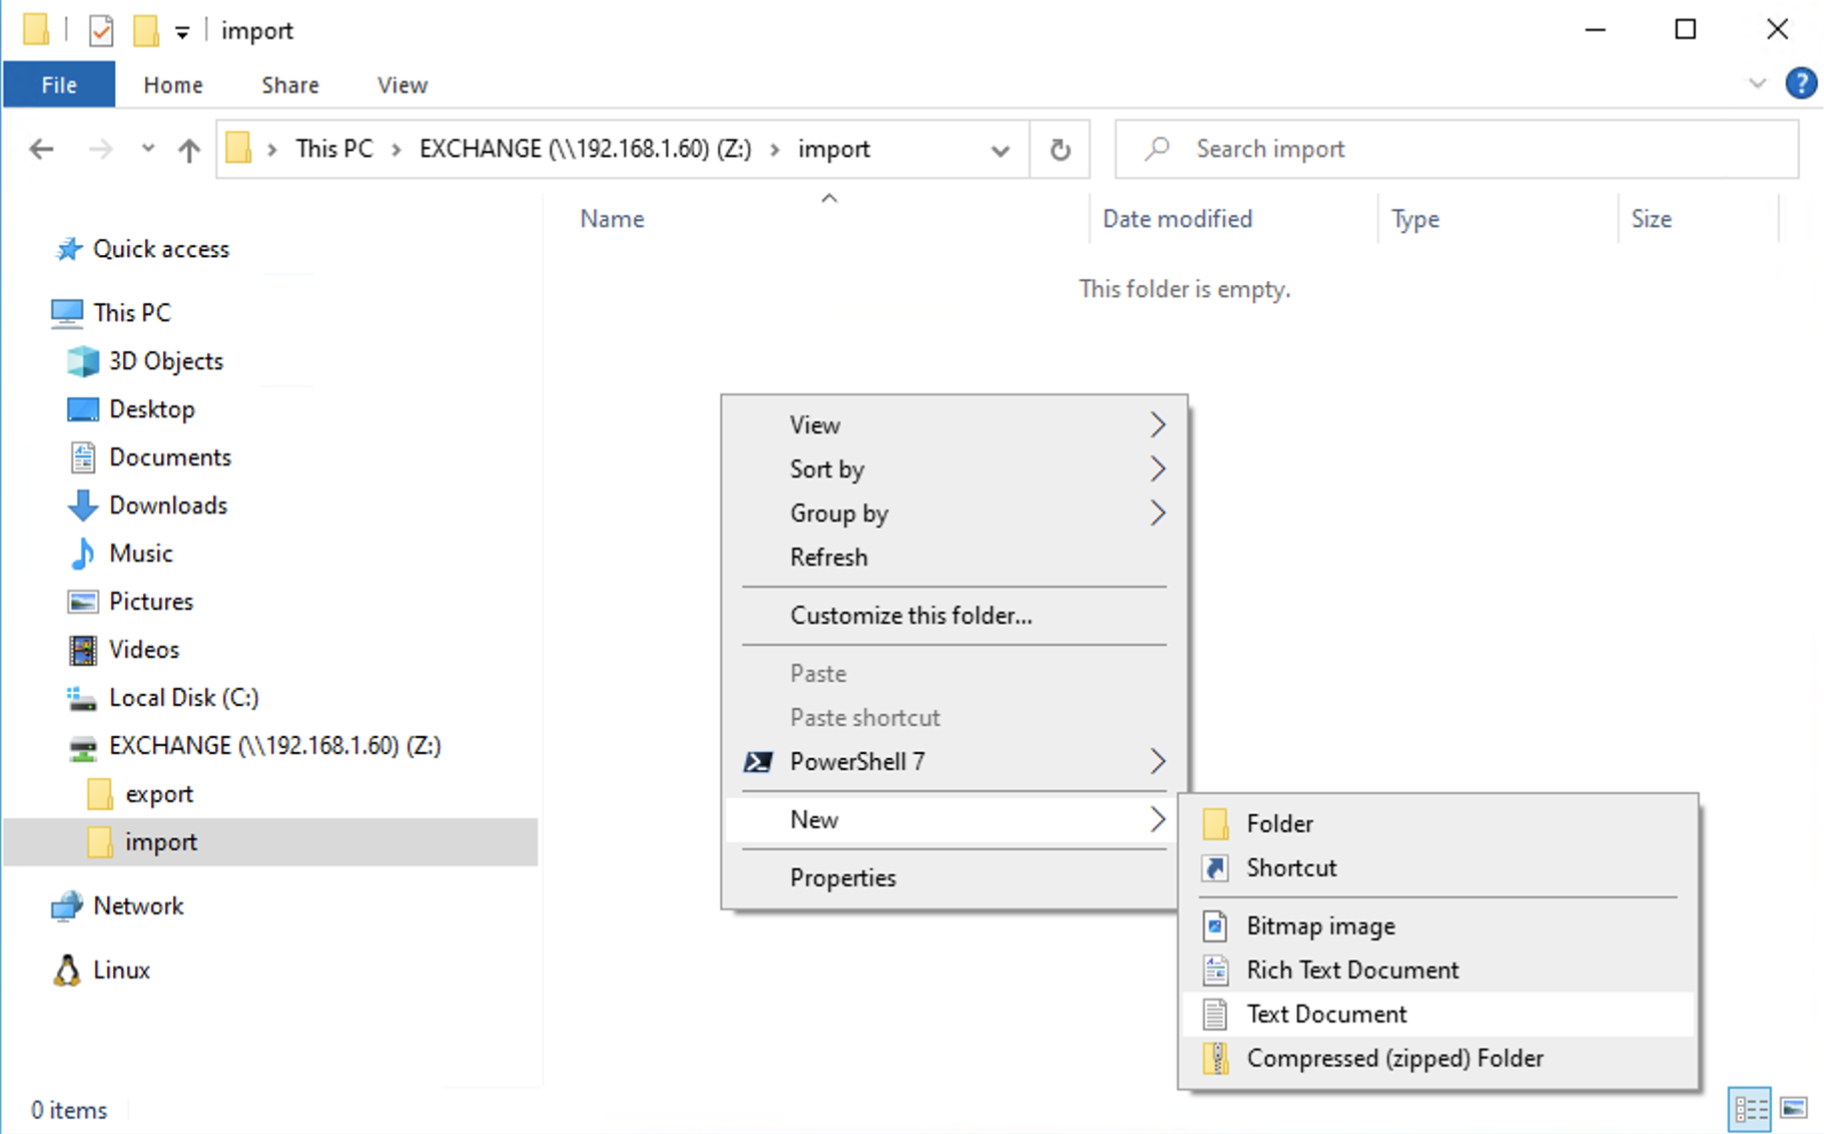 import
File Home Share View
This PC > EXCHANGE (\\192.168.1.60) (Z:) > import
Search import
Name Date modified Type Size
This folder is empty.
Quick access
This PC
3D Objects
Desktop
Documents
Downloads
Music
Pictures
Videos
Local Disk (C:)
EXCHANGE (\\192.168.1.60) (Z:)
export
import
Network
Linux
View
Sort by
Group by
Refresh
Customize this folder...
Paste
Paste shortcut
PowerShell 7
New
Properties
Folder
Shortcut
Bitmap image
Rich Text Document
Text Document
Compressed (zipped) Folder
0 items